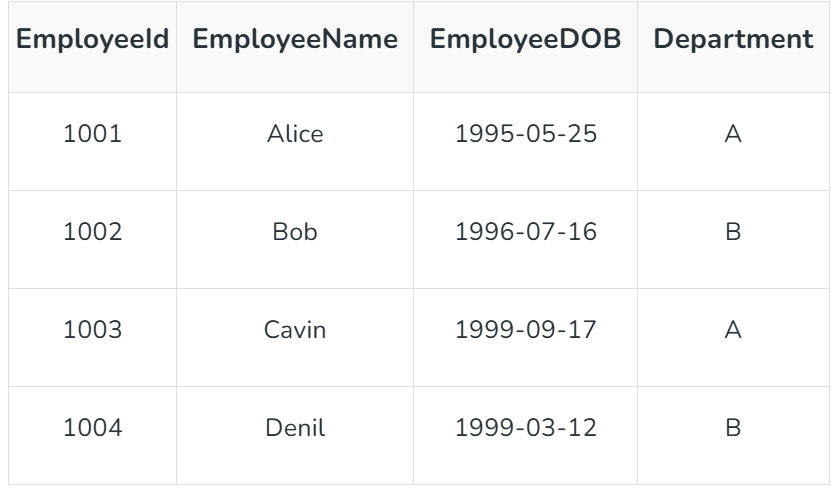 EmployeeId EmployeeName EmployeeDOB Department
1001 Alice 1995-05-25 A
1002 Bob 1996-07-16 B
1003 Cavin 1999-09-17 A
1004 Denil 1999-03-12 B